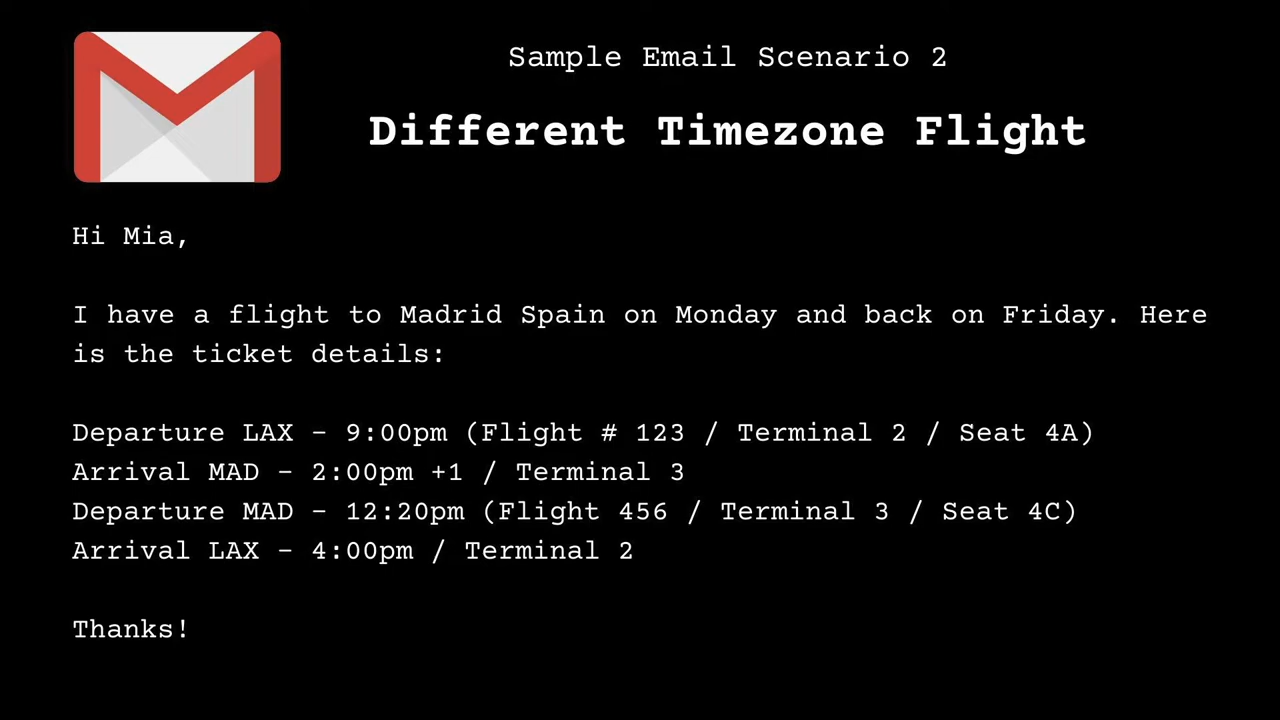 Sample Email Scenario 2
Different Timezone Flight
Hi Mia,
I have a flight to Madrid Spain on Monday and back on Friday. Here
is the ticket details:
Departure LAX - 9:00pm (Flight # 123 / Terminal 2 / Seat 4A)
Arrival MAD - 2:00pm +1 / Terminal 3
Departure MAD - 12:20pm (Flight 456 / Terminal 3 / Seat 4C)
Arrival LAX - 4:00pm / Terminal 2
Thanks!